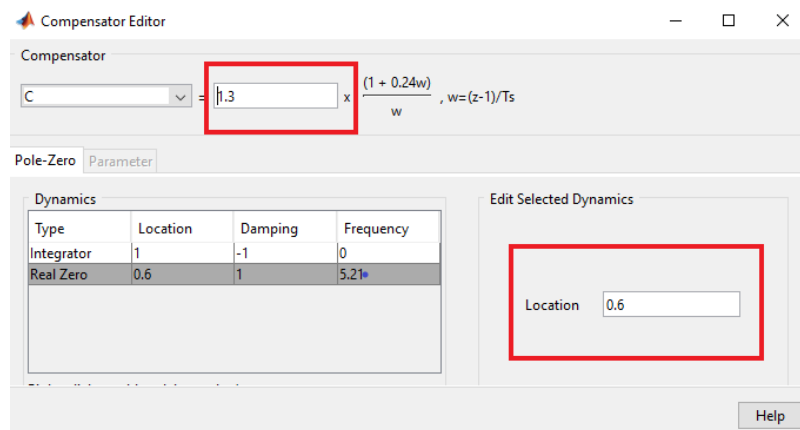 Compensator Editor
Compensator
C = 1.3 x (1 + 0.24w) / w , w=(z-1)/Ts
Pole-Zero Parameter
Dynamics
Type Location Damping Frequency
Integrator 1 -1 0
Real Zero 0.6 1 5.21
Edit Selected Dynamics
Location 0.6
Help